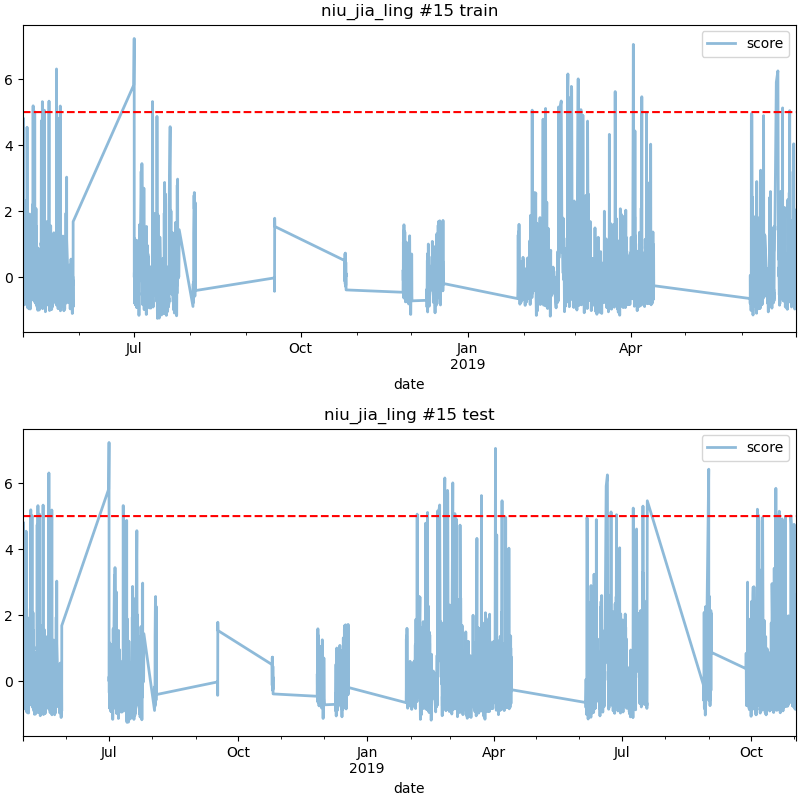 niu_jia_ling #15 train
score
6
4
2
0
Jul
Oct
Jan
2019
Apr
date
niu_jia_ling #15 test
score
6
4
2
0
Jul
Oct
Jan
2019
Apr
Jul
Oct
date